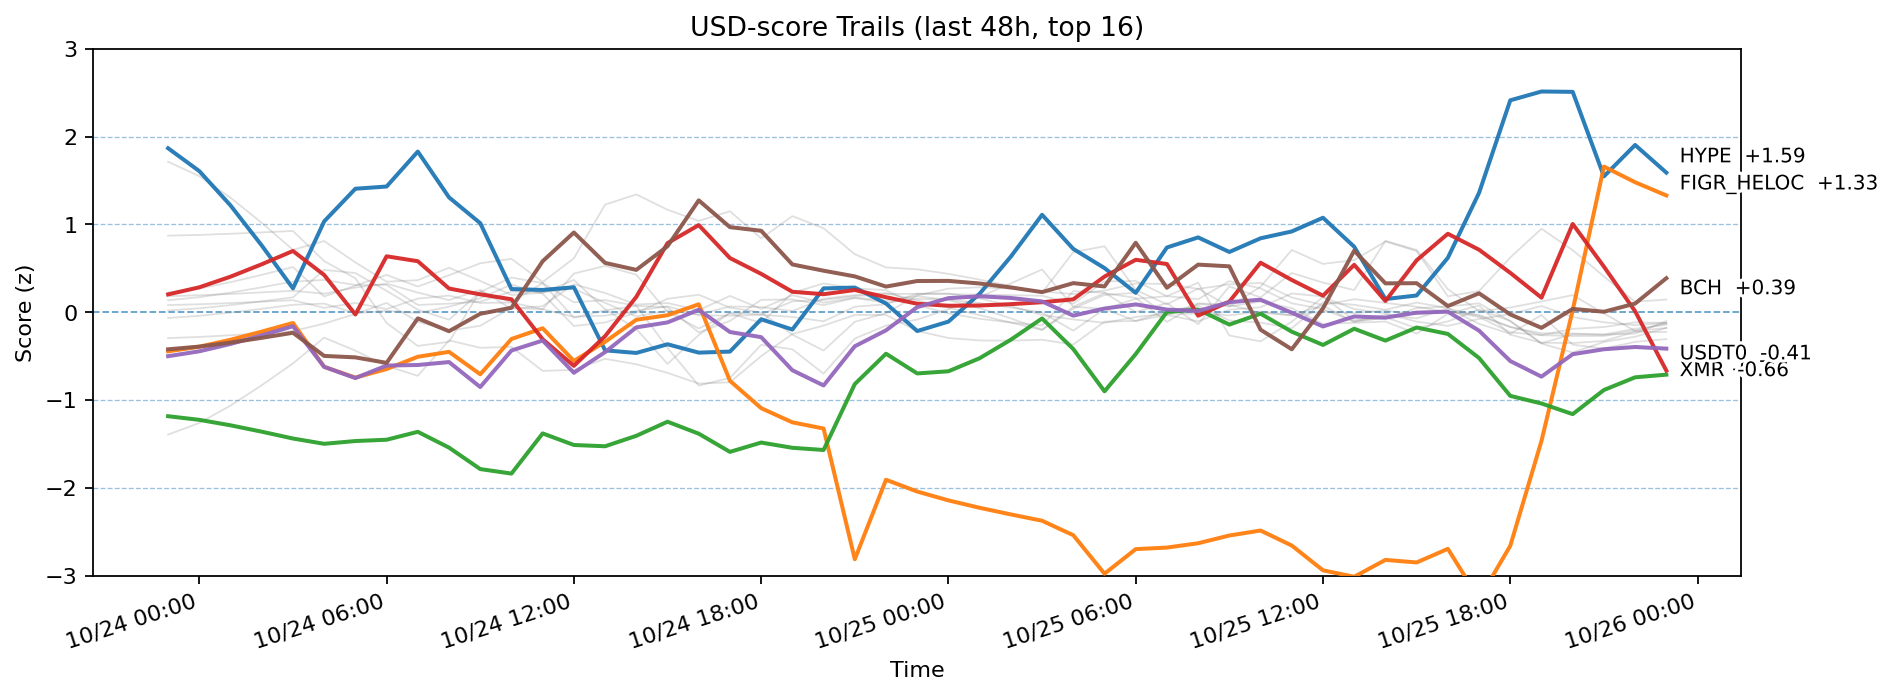 USD-score Trails (last 48h, top 16)
Score (z)
3
2
1
0
−1
−2
−3
HYPE +1.59
FIGR_HELOC +1.33
BCH +0.39
USDT0 -0.41
XMR -0.66
10/24 00:00
10/24 06:00
10/24 12:00
10/24 18:00
10/25 00:00
10/25 06:00
10/25 12:00
10/25 18:00
10/26 00:00
Time